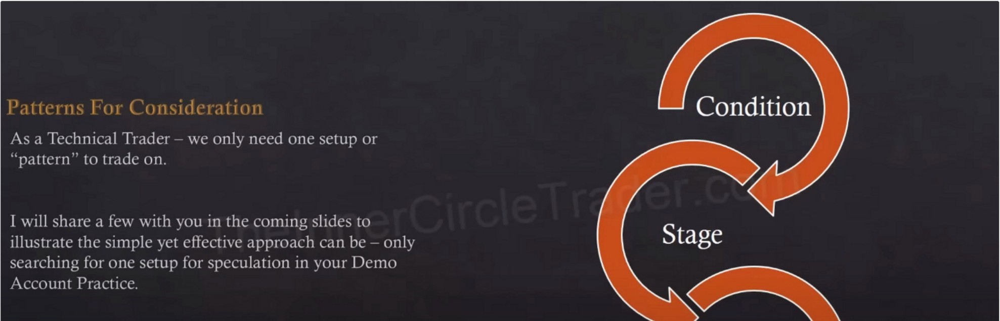 Patterns For Consideration
As a Technical Trader – we only need one setup or
“pattern” to trade on.
I will share a few with you in the coming slides to
illustrate the simple yet effective approach can be – only
searching for one setup for speculation in your Demo
Account Practice.
Condition
Stage
TheInnerCircleTrader.com